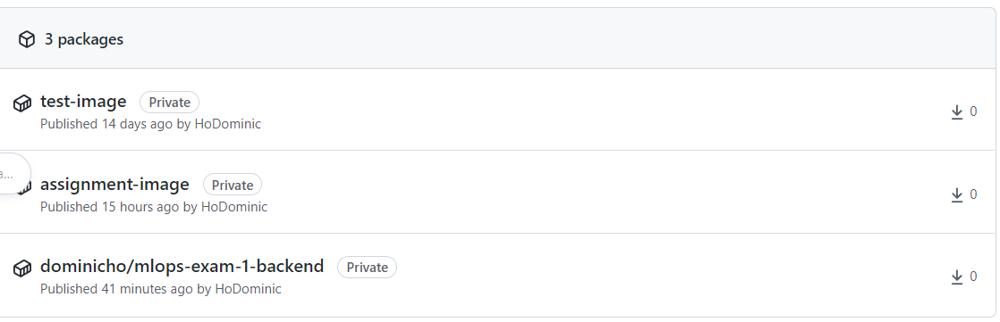 3 packages
test-image Private
Published 14 days ago by HoDominic
0
a...
assignment-image Private
Published 15 hours ago by HoDominic
0
dominicho/mlops-exam-1-backend Private
Published 41 minutes ago by HoDominic
0